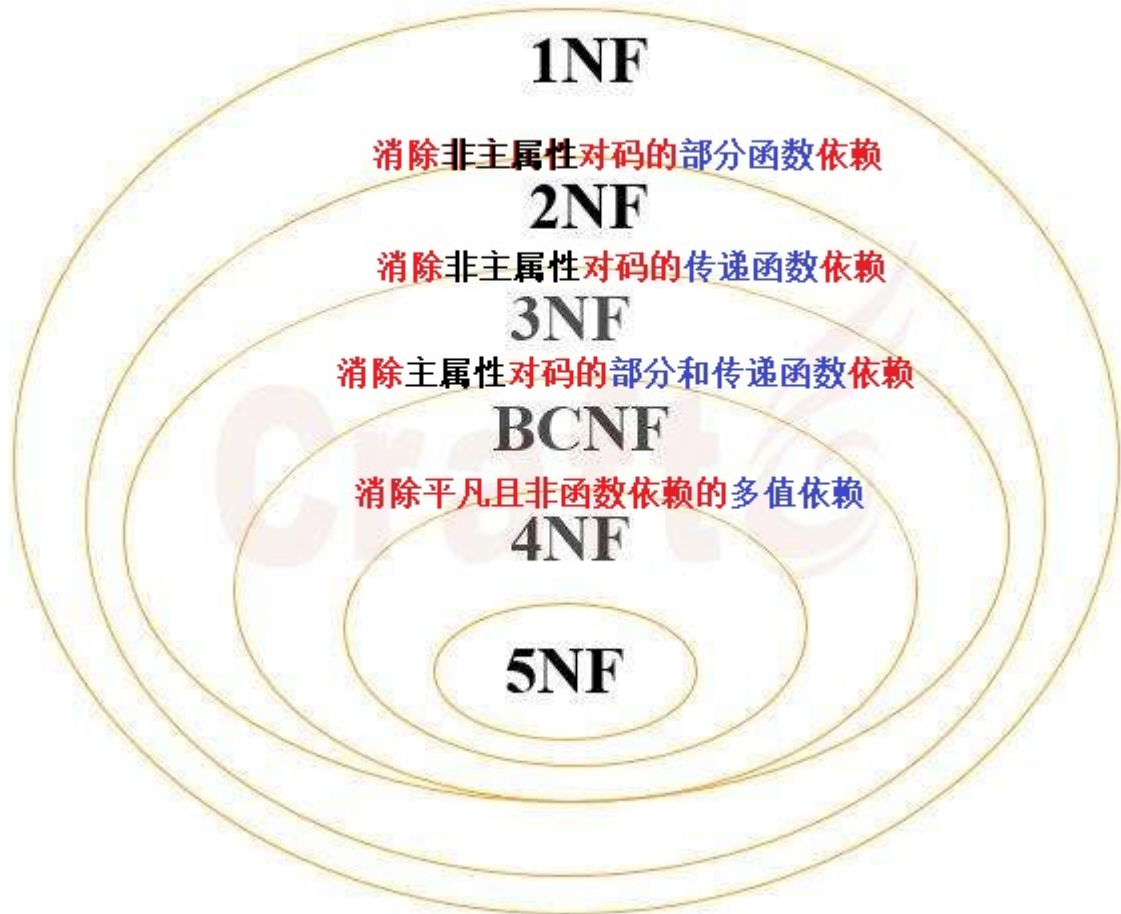 1NF
消除非主属性对码的部分函数依赖
2NF
消除非主属性对码的传递函数依赖
3NF
消除主属性对码的部分和传递函数依赖
BCNF
消除平凡且非函数依赖的多值依赖
4NF
5NF
Craft